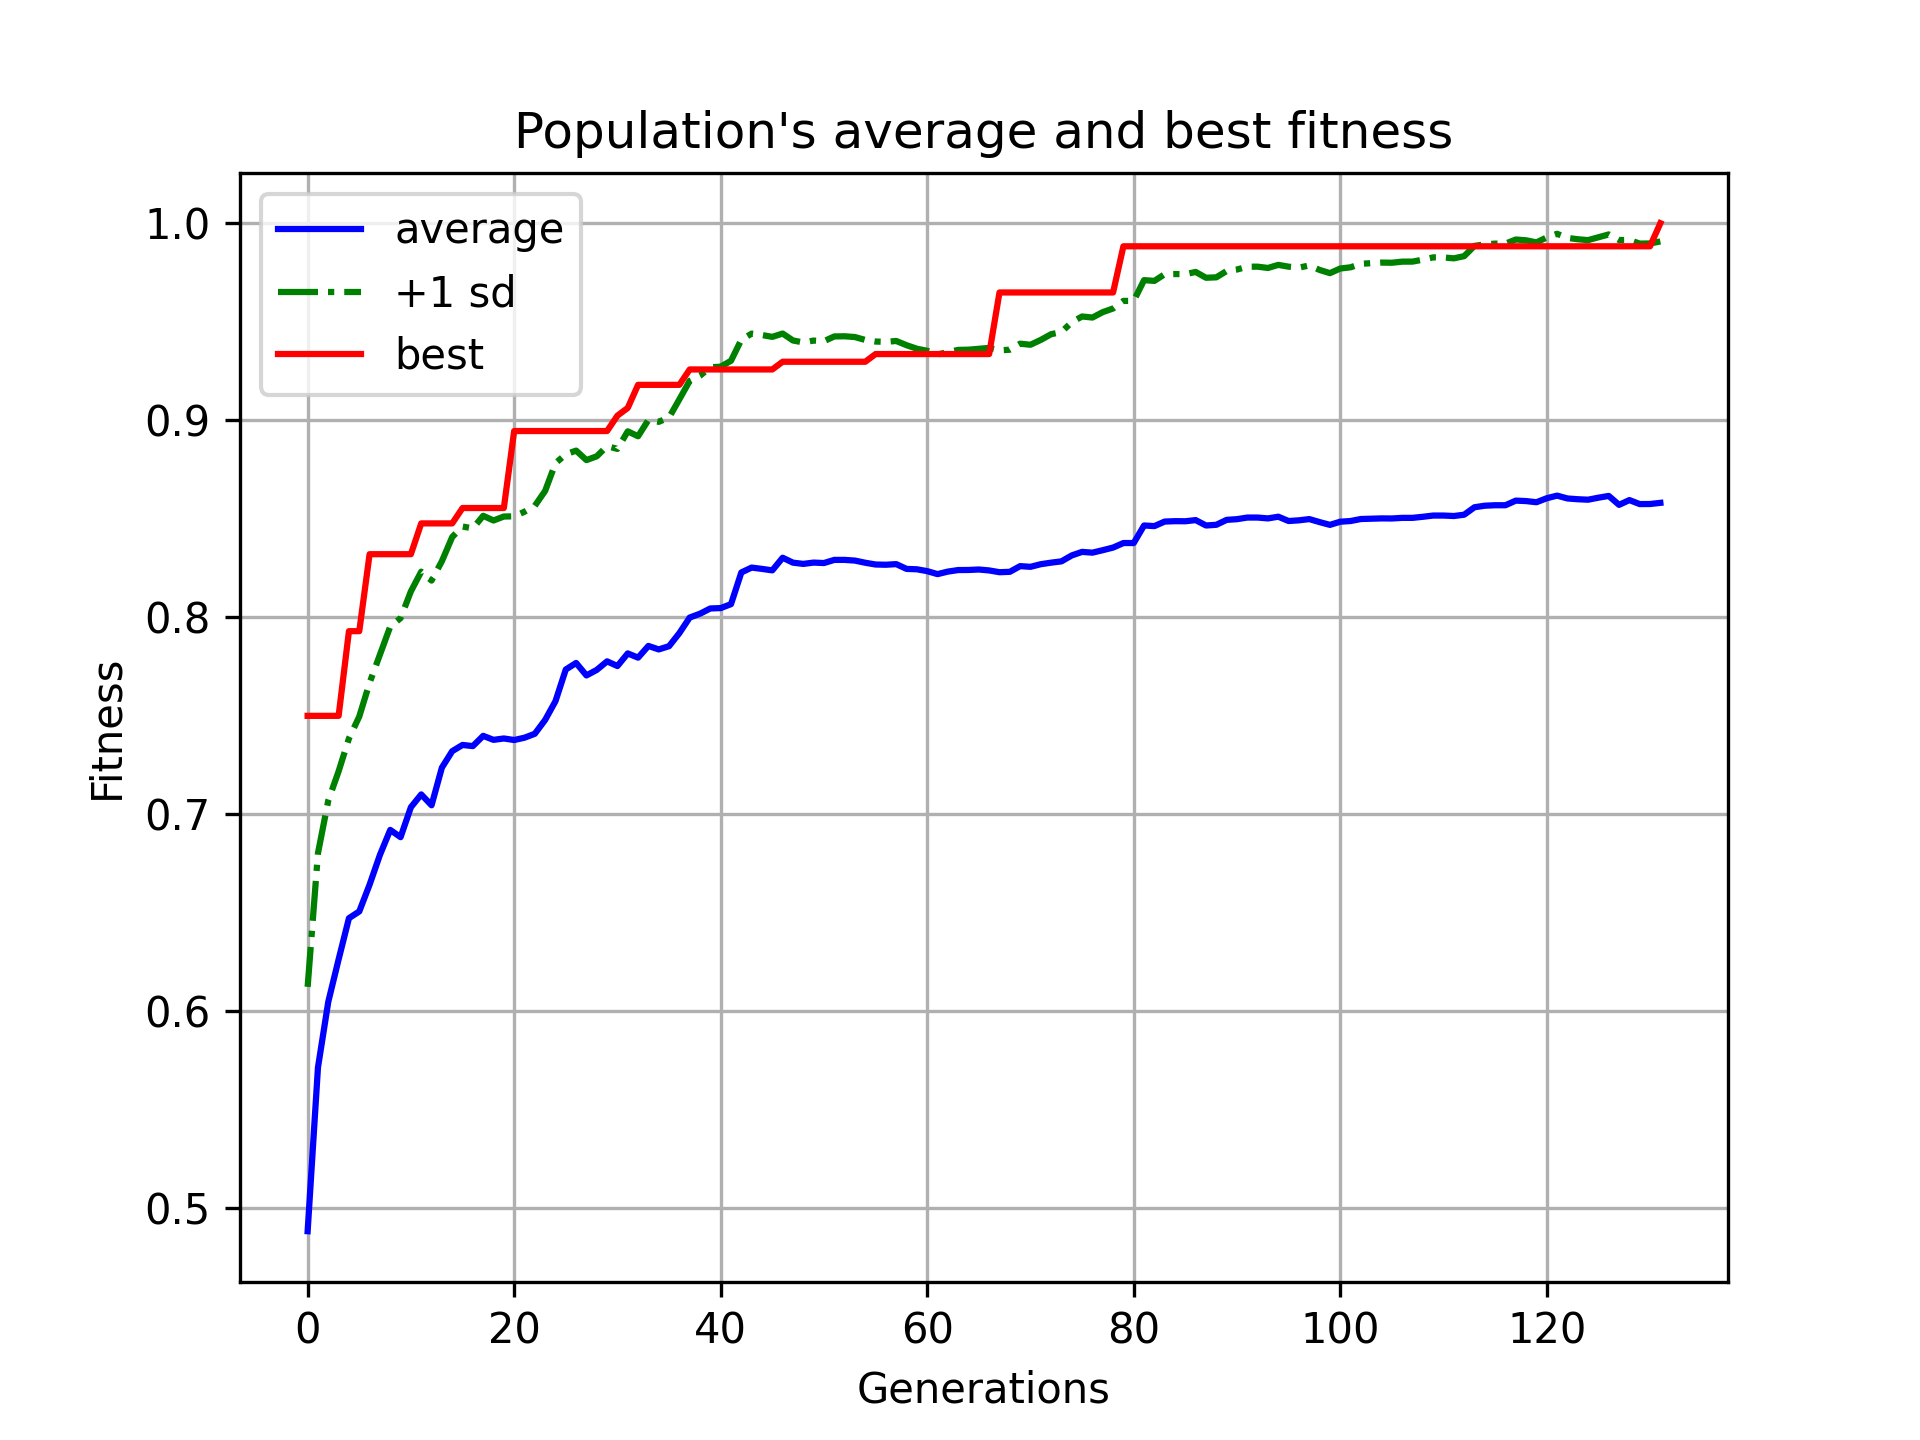 Population's average and best fitness
average
+1 sd
best
1.0
0.9
0.8
0.7
0.6
0.5
Fitness
0 20 40 60 80 100 120
Generations